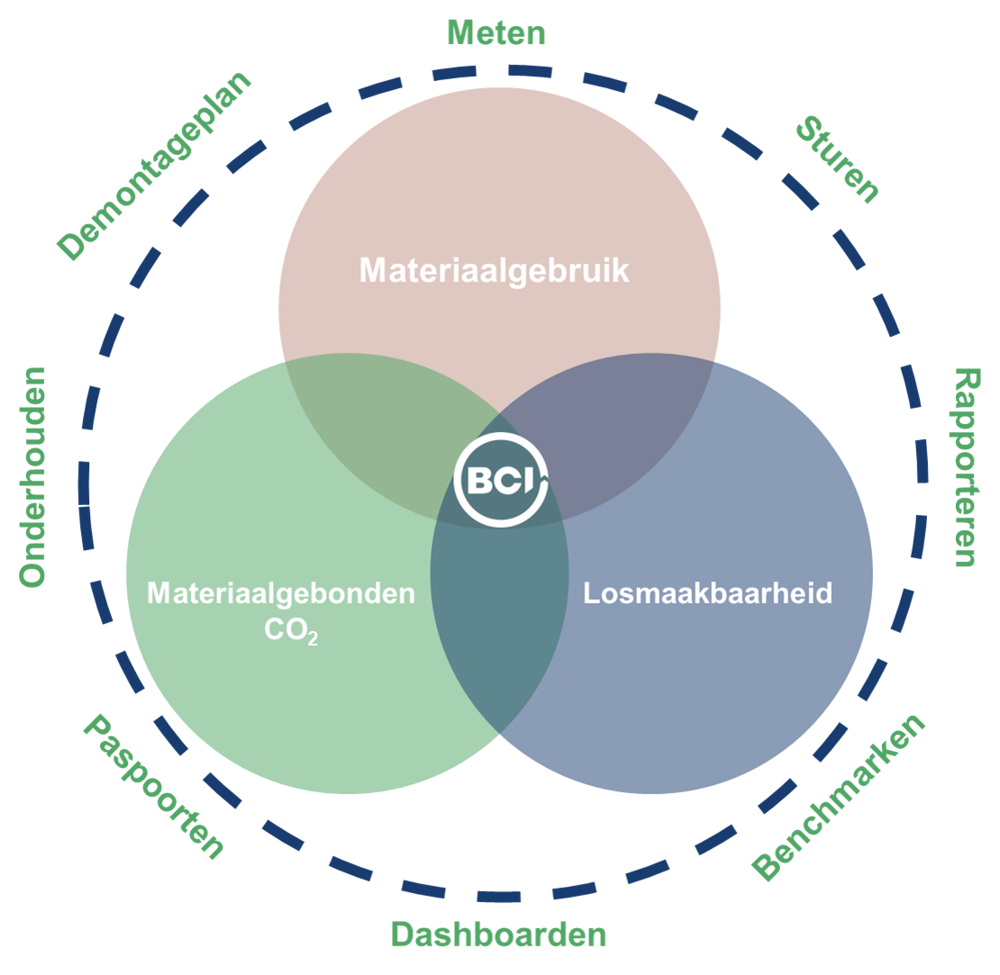 Meten
Sturen
Rapporteren
Benchmarken
Dashboarden
Paspoorten
Onderhouden
Demontageplan
Materiaalgebruik
BCI
Materiaalgebonden
CO₂
Losmaakbaarheid